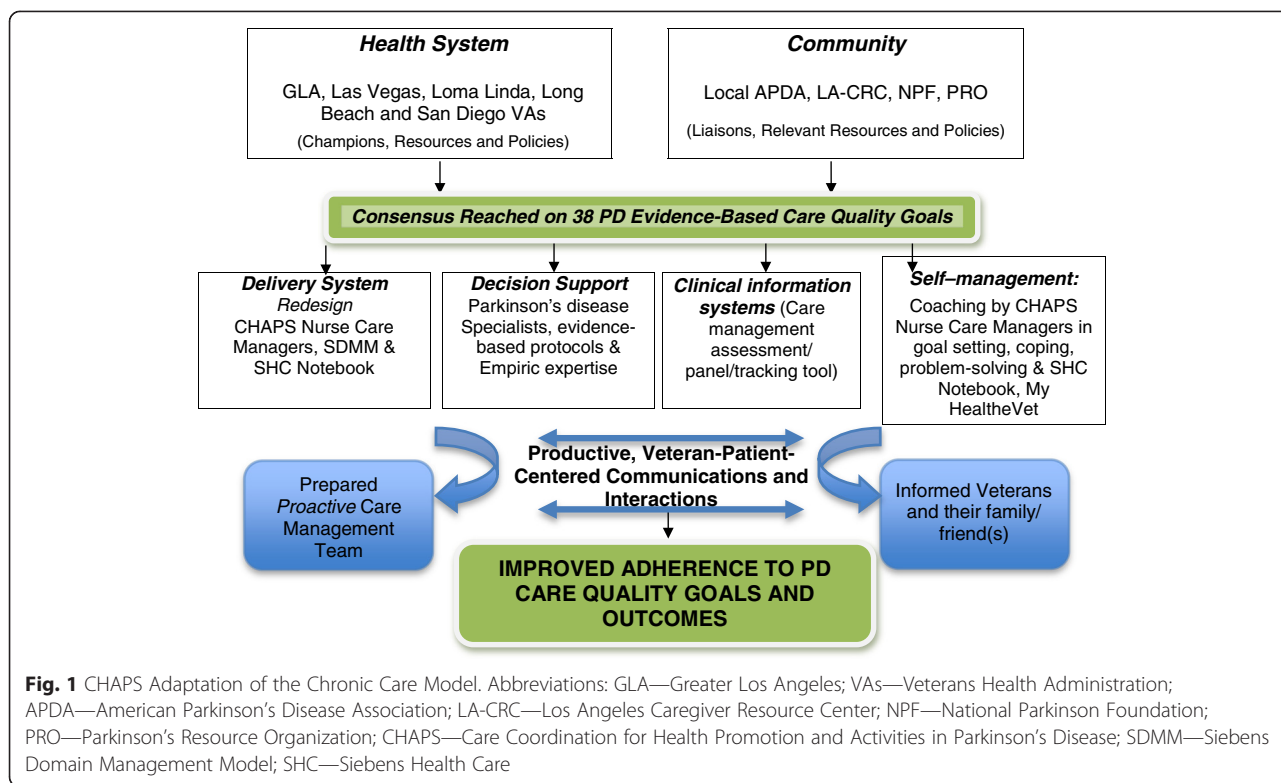 Health System
GLA, Las Vegas, Loma Linda, Long
Beach and San Diego VAs
(Champions, Resources and Policies)
Community
Local APDA, LA-CRC, NPF, PRO
(Liaisons, Relevant Resources and Policies)
Consensus Reached on 38 PD Evidence-Based Care Quality Goals
Delivery System
Redesign
CHAPS Nurse Care
Managers, SDMM &
SHC Notebook
Decision Support
Parkinson's disease
Specialists, evidence-
based protocols &
Empiric expertise
Clinical information
systems (Care
management
assessment/
panel/tracking tool)
Self–management:
Coaching by CHAPS
Nurse Care Managers in
goal setting, coping,
problem-solving & SHC
Notebook, My
HealtheVet
Prepared
Proactive Care
Management
Team
Productive, Veteran-Patient-
Centered Communications and
Interactions
Informed Veterans
and their family/
friend(s)
IMPROVED ADHERENCE TO PD
CARE QUALITY GOALS AND
OUTCOMES
Fig. 1 CHAPS Adaptation of the Chronic Care Model. Abbreviations: GLA—Greater Los Angeles; VAs—Veterans Health Administration;
APDA—American Parkinson's Disease Association; LA-CRC—Los Angeles Caregiver Resource Center; NPF—National Parkinson Foundation;
PRO—Parkinson's Resource Organization; CHAPS—Care Coordination for Health Promotion and Activities in Parkinson's Disease; SDMM—Siebens
Domain Management Model; SHC—Siebens Health Care